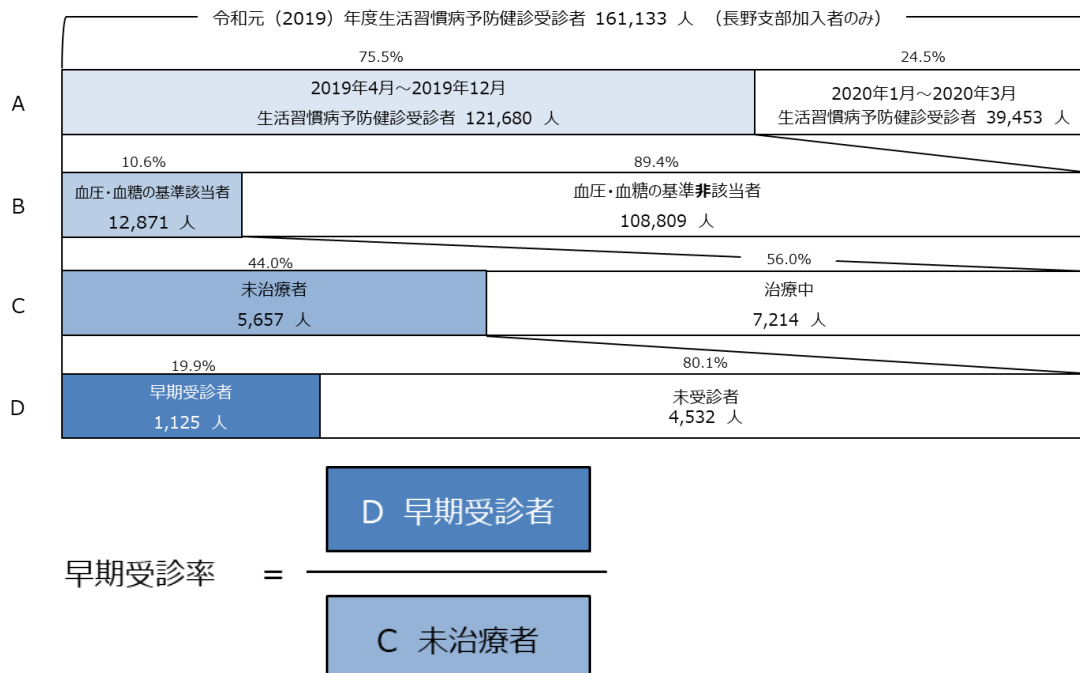 令和元（2019）年度生活習慣病予防健診受診者 161,133 人 （長野支部加入者のみ）
75.5%
24.5%
A
2019年4月～2019年12月
生活習慣病予防健診受診者 121,680 人
2020年1月～2020年3月
生活習慣病予防健診受診者 39,453 人
10.6%
89.4%
B
血圧・血糖の基準該当者
12,871 人
血圧・血糖の基準非該当者
108,809 人
44.0%
56.0%
C
未治療者
5,657 人
治療中
7,214 人
19.9%
80.1%
D
早期受診者
1,125 人
未受診者
4,532 人
D 早期受診者
早期受診率 =
C 未治療者